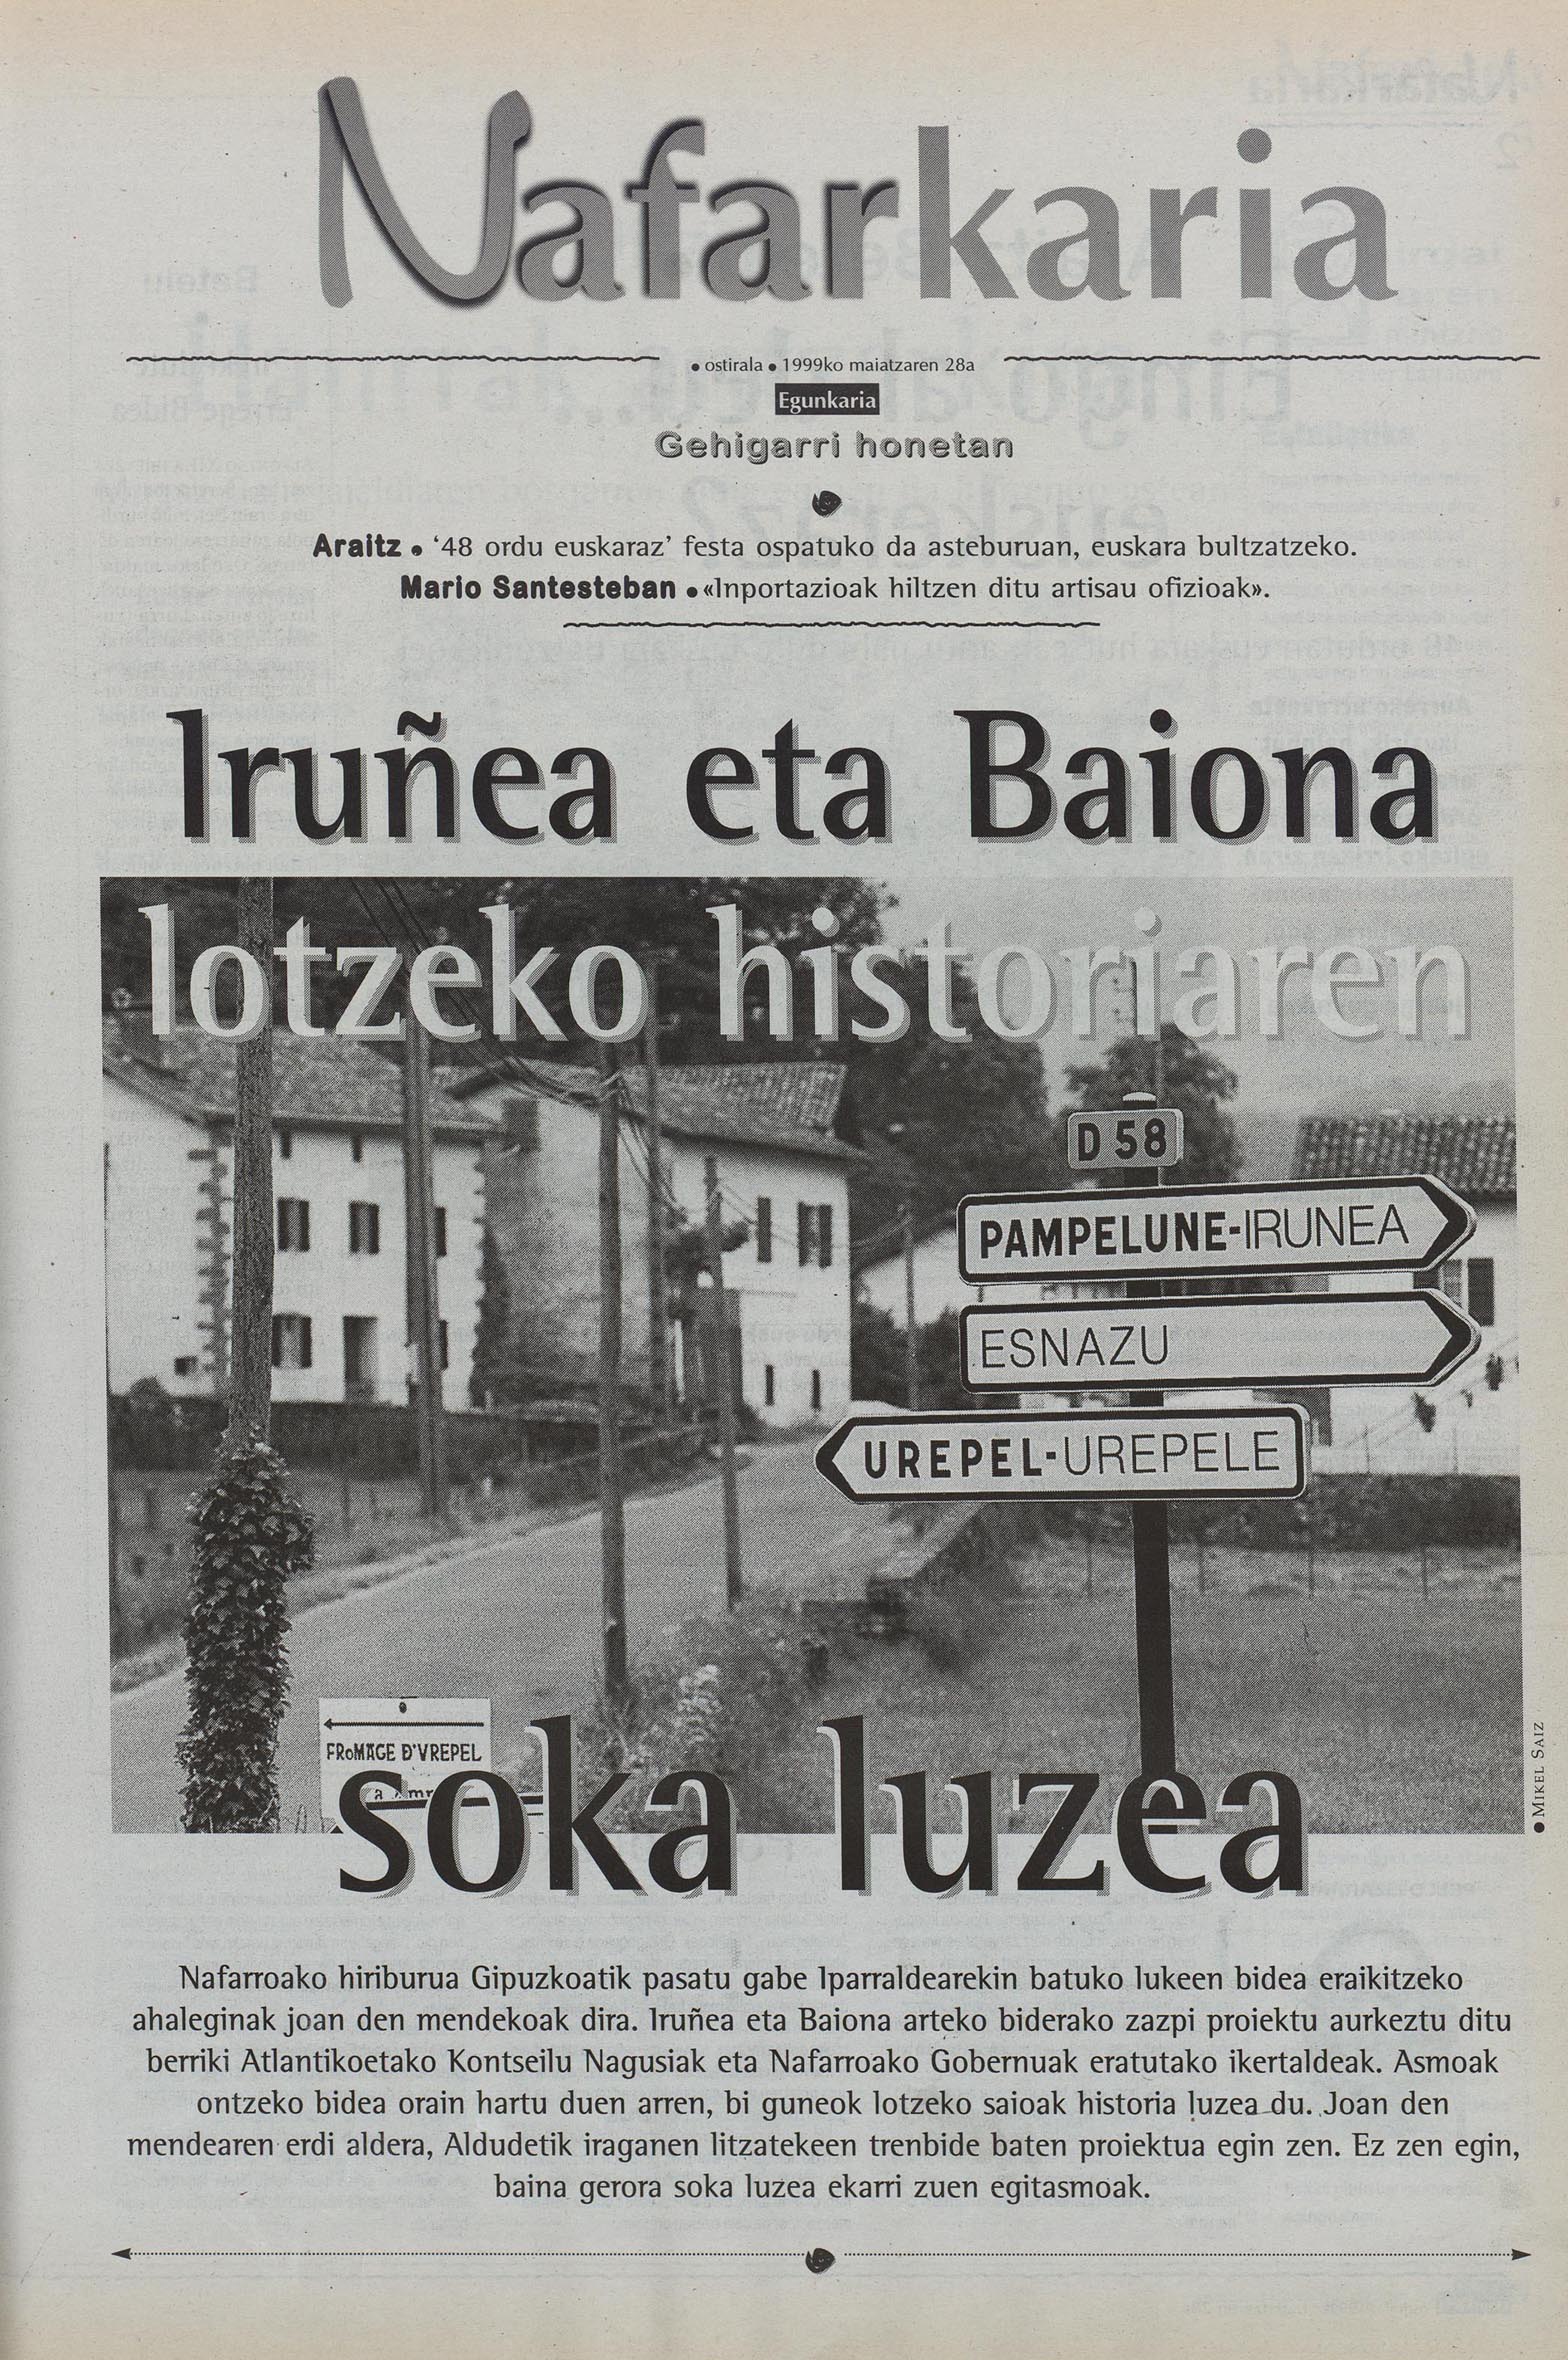 Nafarkaria
• ostirala • 1999ko maiatzaren 28a
Egunkaria
Gehigarri honetan
Araitz • ‘48 ordu euskaraz’ festa ospatuko da asteburuan, euskara bultzatzeko.
Mario Santesteban • «Inportazioak hiltzen ditu artisau ofizioak».
Iruñea eta Baiona
lotzeko historiaren
D 58
PAMPELUNE-IRUNEA
ESNAZU
UREPEL-UREPELE
FRoMAGE D'UREPEL
soka luzea
• MIKEL SAIZ
Nafarroako hiriburua Gipuzkoatik pasatu gabe Iparraldearekin batuko lukeen bidea eraikitzeko
ahaleginak joan den mendekoak dira. Iruñea eta Baiona arteko biderako zazpi proiektu aurkeztu ditu
berriki Atlantikoetako Kontseilu Nagusiak eta Nafarroako Gobernuak eratutako ikertaldeak. Asmoak
ontzeko bidea orain hartu duen arren, bi guneok lotzeko saioak historia luzea du. Joan den
mendearen erdi aldera, Aldudetik iraganen litzatekeen trenbide baten proiektua egin zen. Ez zen egin,
baina gerora soka luzea ekarri zuen egitasmoak.